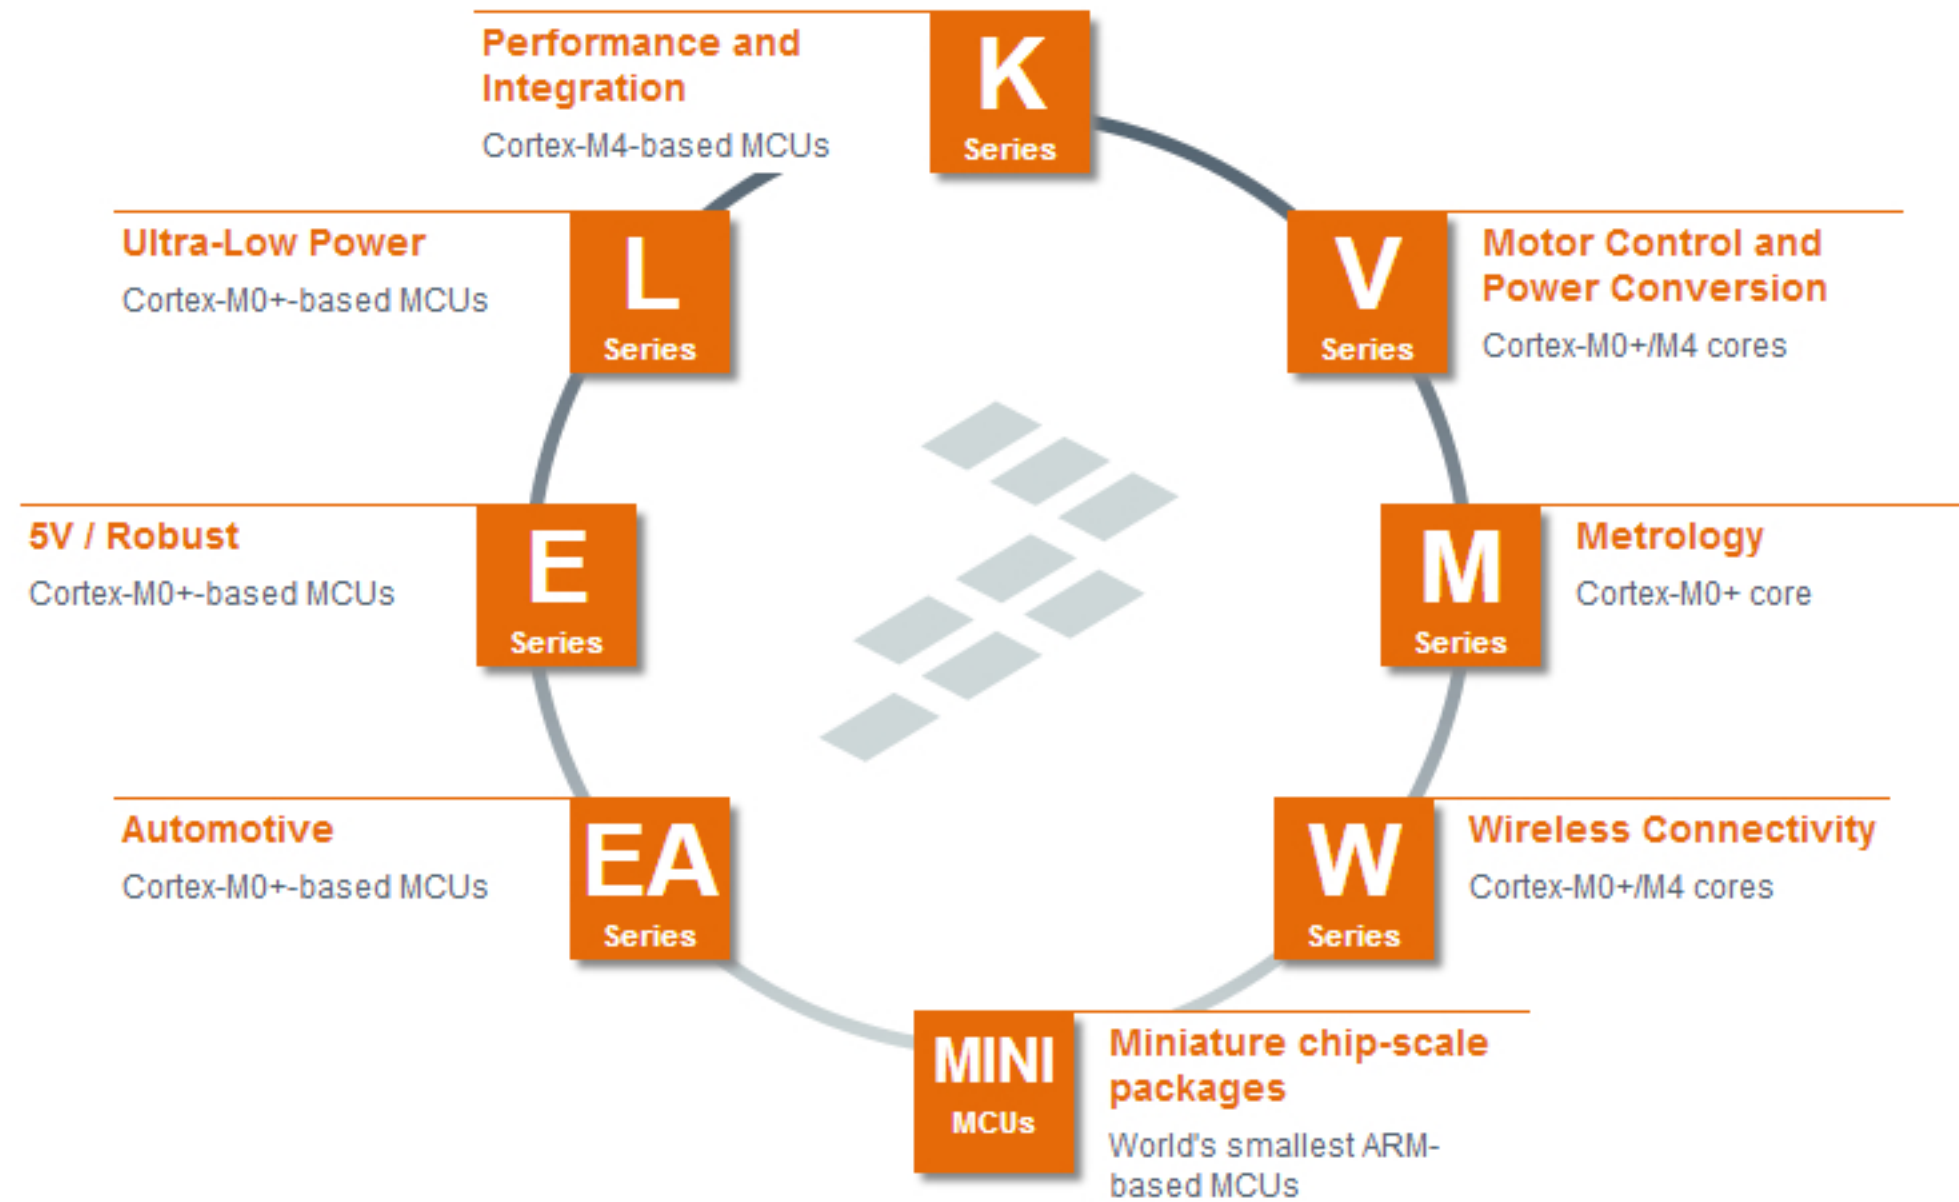 Performance and
Integration
Cortex-M4-based MCUs
K
Series
Ultra-Low Power
Cortex-M0+-based MCUs
L
Series
V
Series
Motor Control and
Power Conversion
Cortex-M0+/M4 cores
5V / Robust
Cortex-M0+-based MCUs
E
Series
M
Series
Metrology
Cortex-M0+ core
Automotive
Cortex-M0+-based MCUs
EA
Series
W
Series
Wireless Connectivity
Cortex-M0+/M4 cores
MINI
MCUs
Miniature chip-scale
packages
World's smallest ARM-
based MCUs